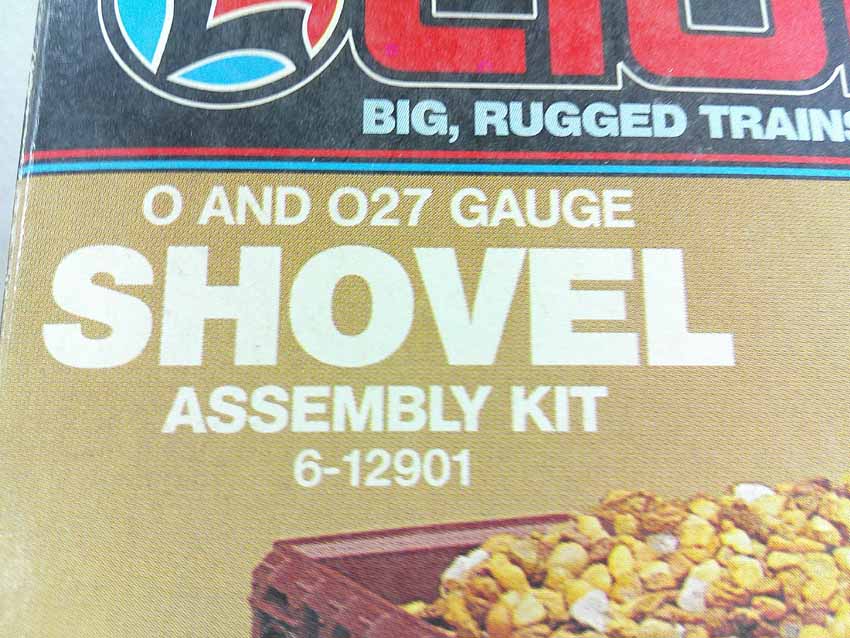 BIG, RUGGED TRAINS
O AND O27 GAUGE
SHOVEL
ASSEMBLY KIT
6-12901